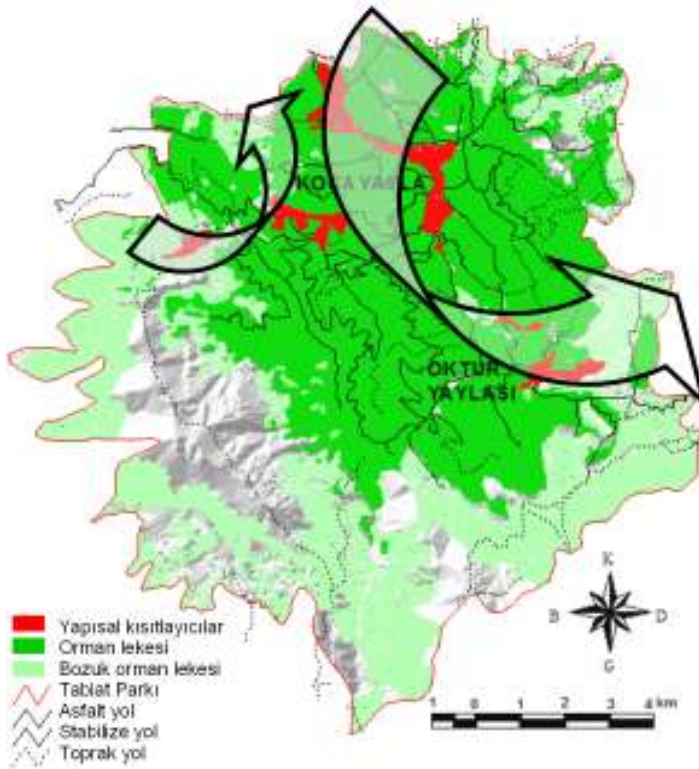 KOCA YAYLA
ÖKTÜR
YAYLASI
K
B
D
G
Yapısal kısıtlayıcılar
Orman lekesi
Bozuk orman lekesi
Tabiat Parkı
Asfalt yol
Stabilize yol
Toprak yol
1 0 1 2 3 4 km